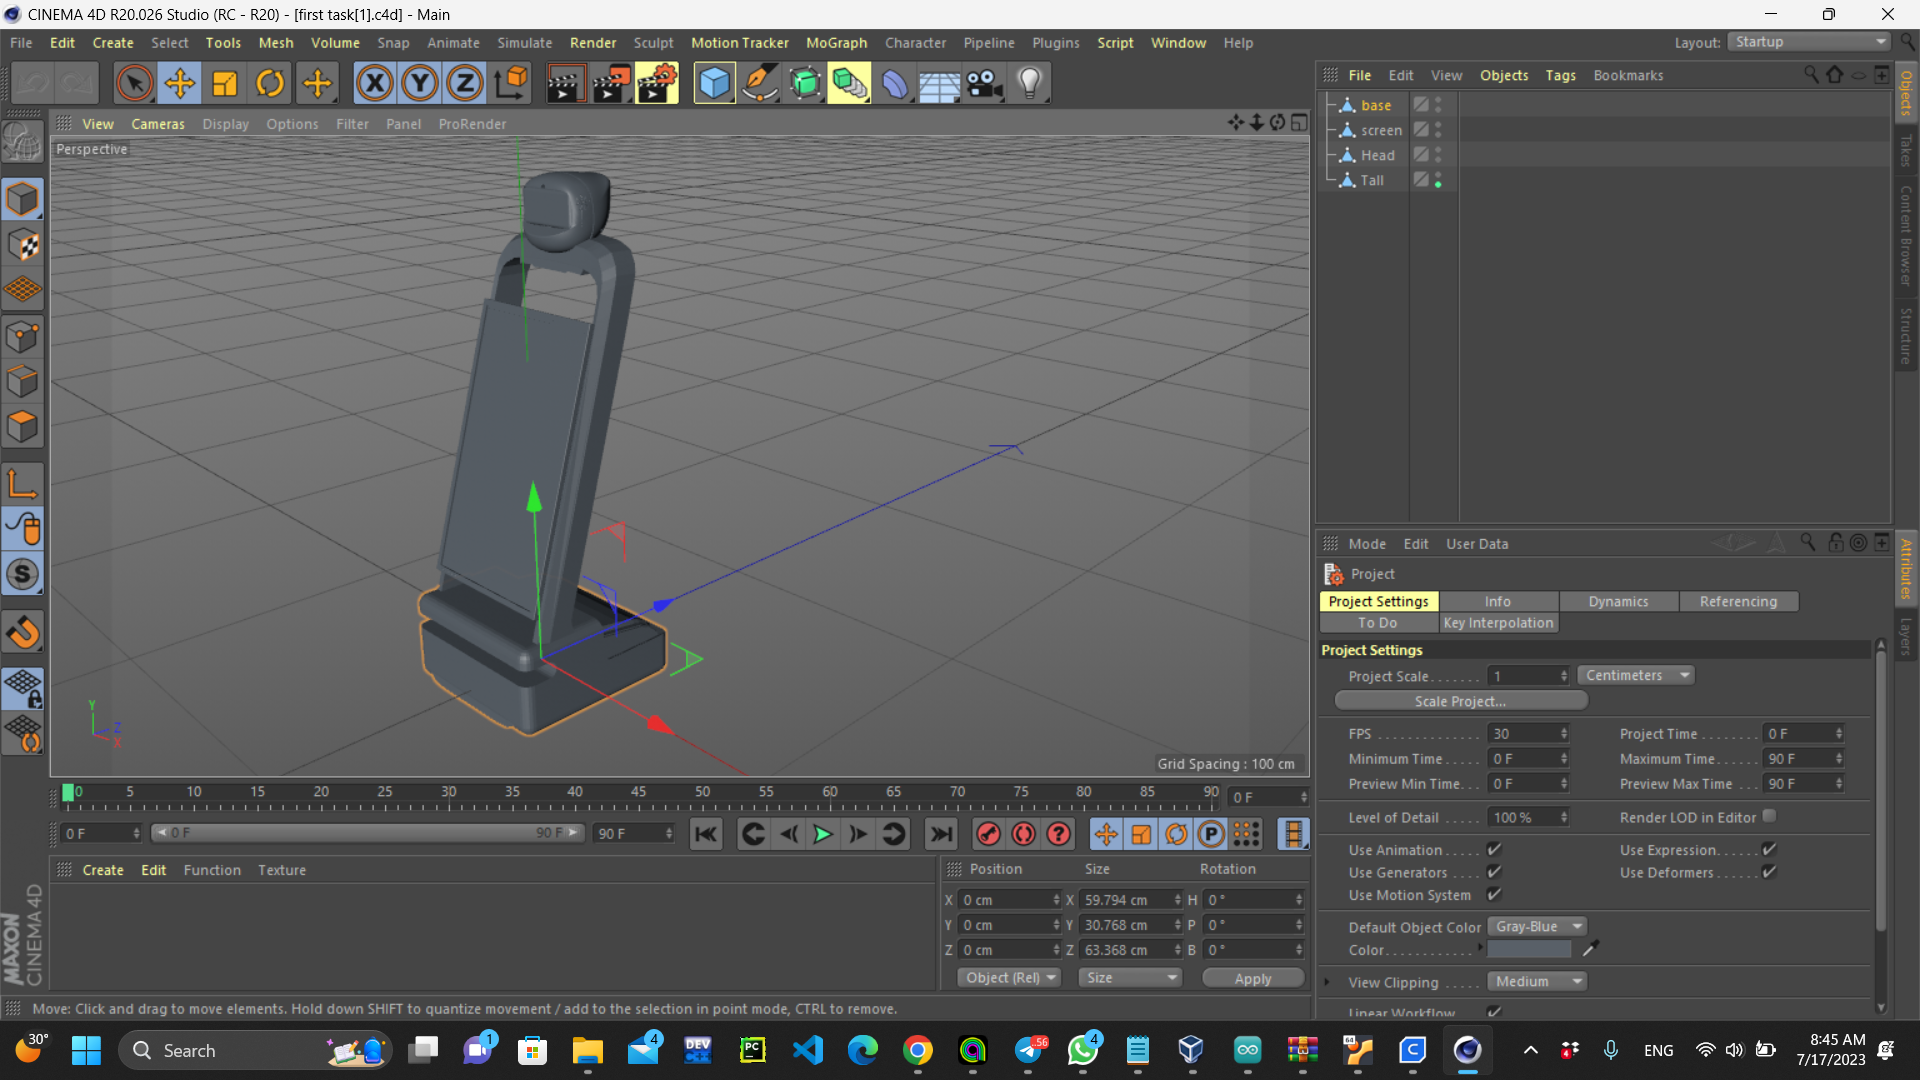 CINEMA 4D R20.026 Studio (RC - R20) - [first task[1].c4d] - Main
File Edit Create Select Tools Mesh Volume Snap Animate Simulate Render Sculpt Motion Tracker MoGraph Character Pipeline Plugins Script Window Help Layout: Startup
X Y Z
File Edit View Objects Tags Bookmarks
View Cameras Display Options Filter Panel ProRender
Perspective
base
screen
Head
Tall
Objects
Takes
Content Browser
Structure
Grid Spacing : 100 cm
Y
Z
X
S
Mode Edit User Data
Project
Project Settings Info Dynamics Referencing
To Do Key Interpolation
Project Settings
Project Scale 1 Centimeters
Scale Project...
FPS 30 Project Time 0 F
Minimum Time 0 F Maximum Time 90 F
Preview Min Time 0 F Preview Max Time 90 F
Level of Detail 100 % Render LOD in Editor
Use Animation Use Expression
Use Generators Use Deformers
Use Motion System
Default Object Color Gray-Blue
Color
View Clipping Medium
Linear Workflow
Attributes
Layers
0 5 10 15 20 25 30 35 40 45 50 55 60 65 70 75 80 85 90 0 F
0 F 0 F 90 F 90 F ? P
Create Edit Function Texture
Position Size Rotation
X 0 cm X 59.794 cm H 0 °
Y 0 cm Y 30.768 cm P 0 °
Z 0 cm Z 63.368 cm B 0 °
Object (Rel) Size Apply
MAXON
CINEMA 4D
Move: Click and drag to move elements. Hold down SHIFT to quantize movement / add to the selection in point mode, CTRL to remove.
30° Search 1 4 DEV C++ PC 56 4 64 C ENG 8:45 AM
7/17/2023